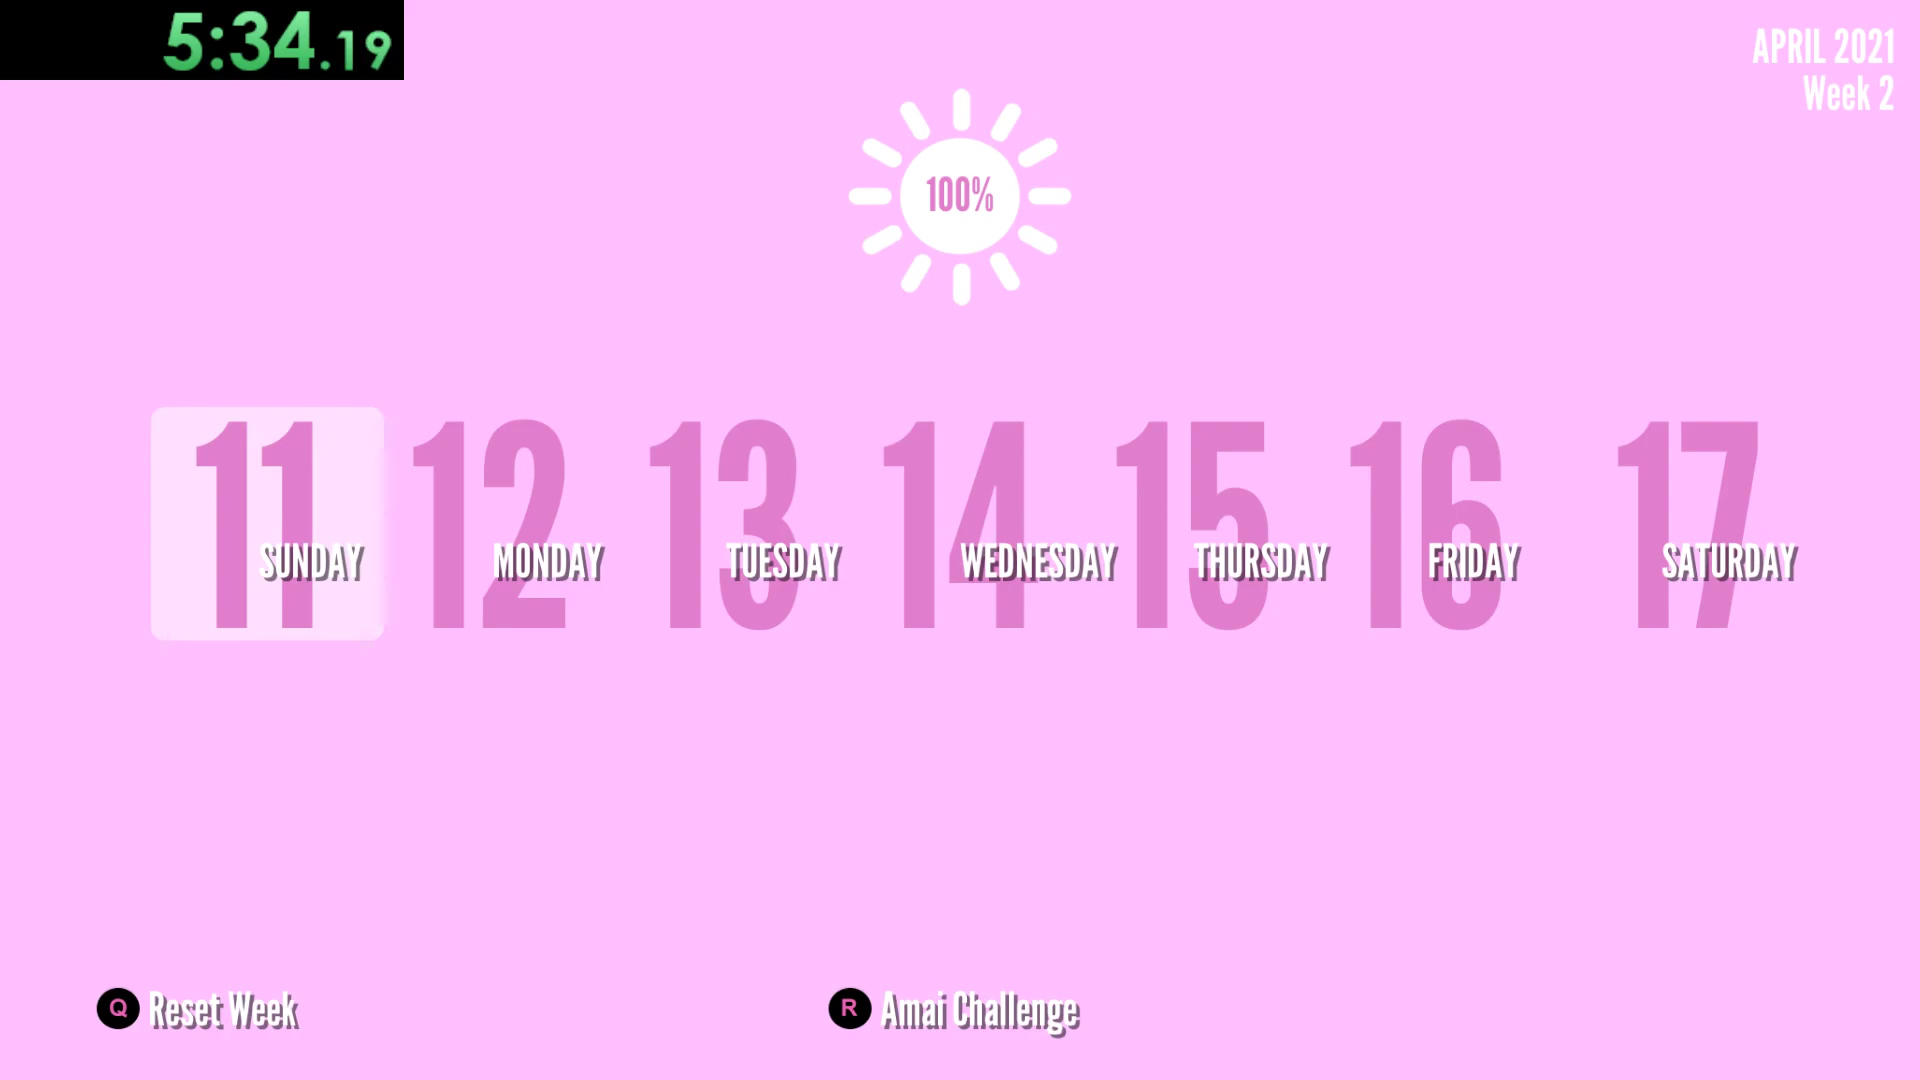 5:34.19
APRIL 2021
Week 2
100%
11 12 13 14 15 16 17
SUNDAY MONDAY TUESDAY WEDNESDAY THURSDAY FRIDAY SATURDAY
Q Reset Week
R Amai Challenge